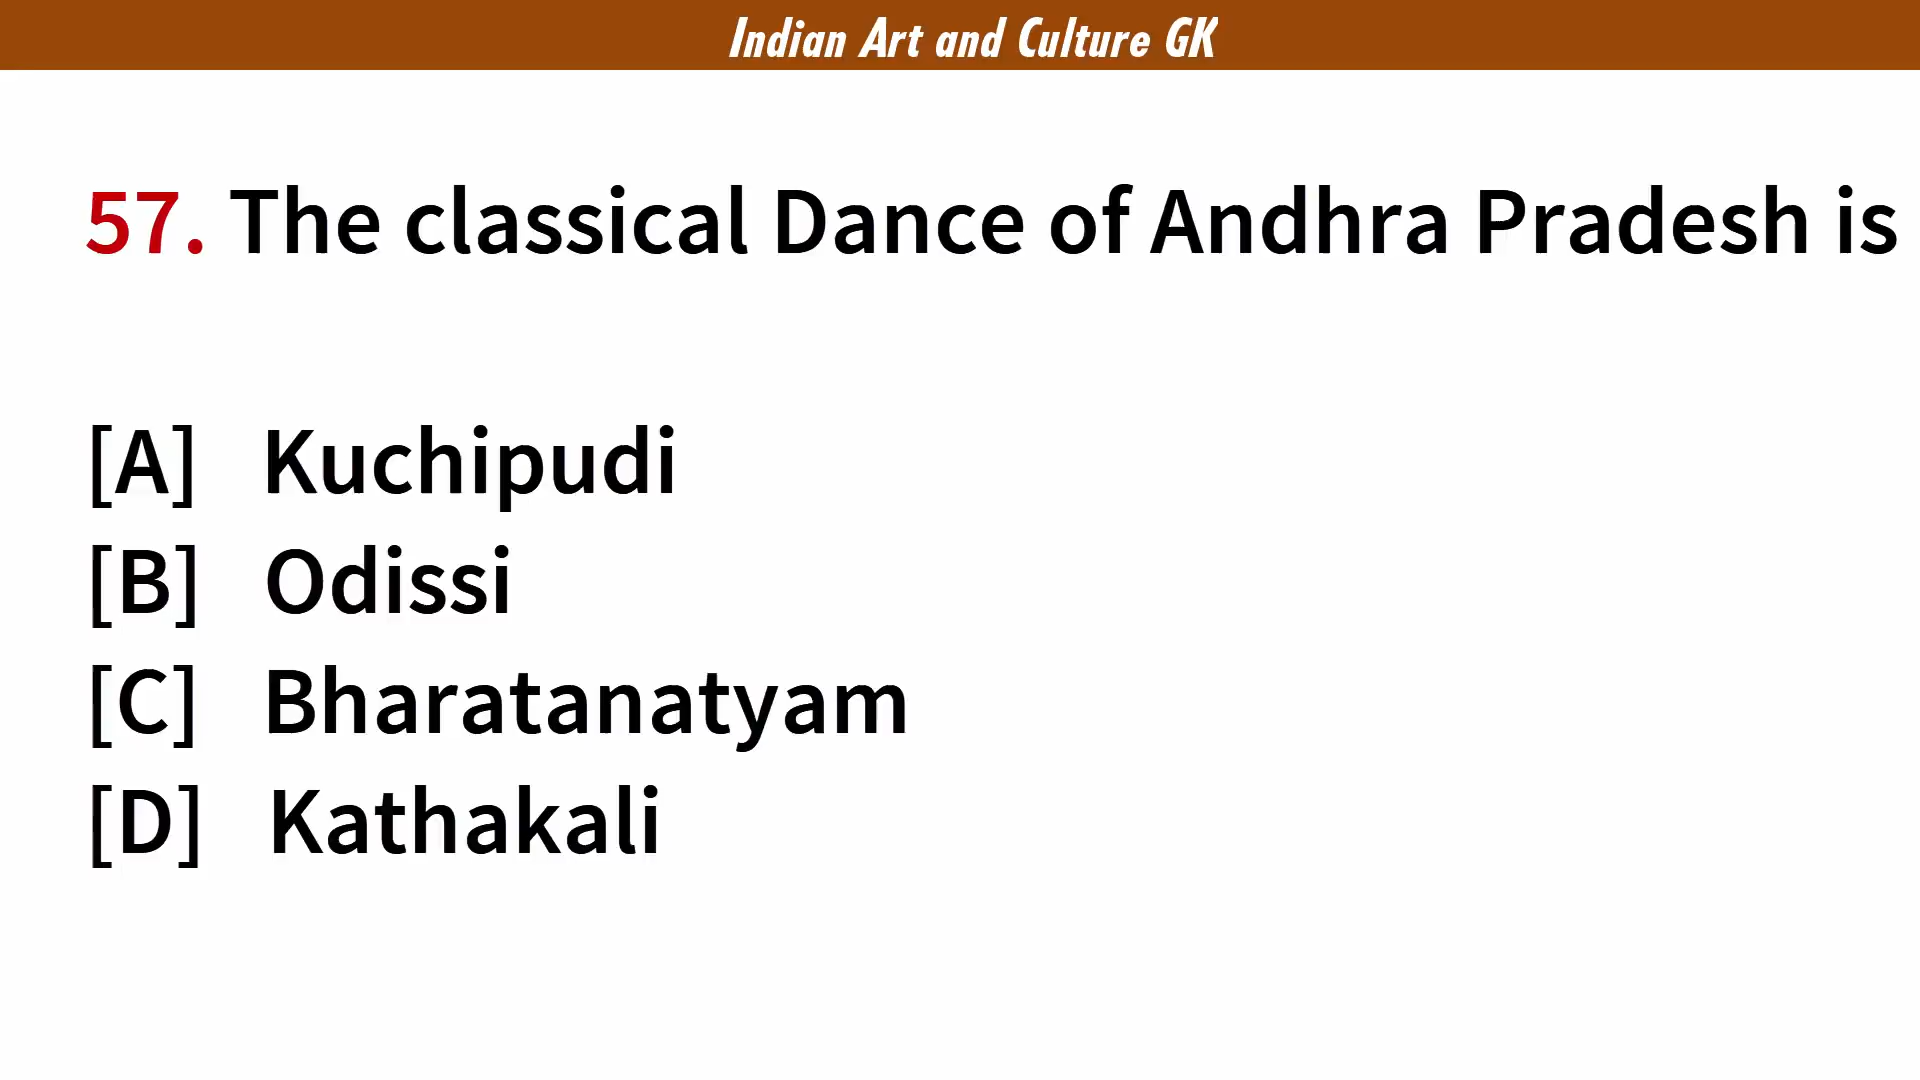 Indian Art and Culture GK
57. The classical Dance of Andhra Pradesh is
[A] Kuchipudi
[B] Odissi
[C] Bharatanatyam
[D] Kathakali